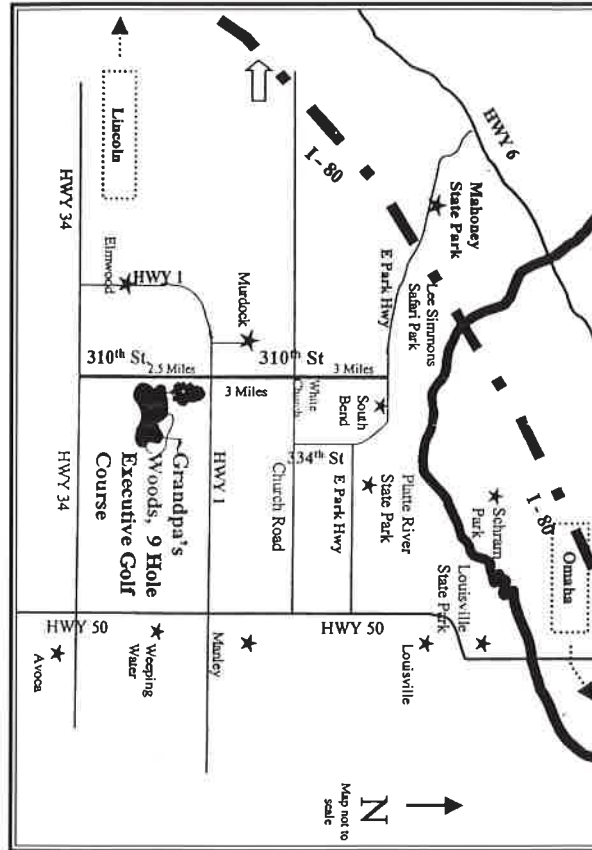 HWY 6
Omaha
I - 80
Schram
Park
Mahoney
State Park
Lee Simmons
Safari Park
Louisville
State Park
I - 80
E Park Hwy
South
Bend
Platte River
State Park
Louisville
334th St
E Park Hwy
3 Miles
310th St
White
Church
Church Road
HWY 50
Murdock
3 Miles
Manley
HWY 1
HWY 1
Lincoln
Elmwood
310th St.
2.5 Miles
Grandpa's
Woods, 9 Hole
Executive Golf
Course
Weeping
Water
HWY 34
HWY 34
HWY 50
Avoca
N
Map not to
scale